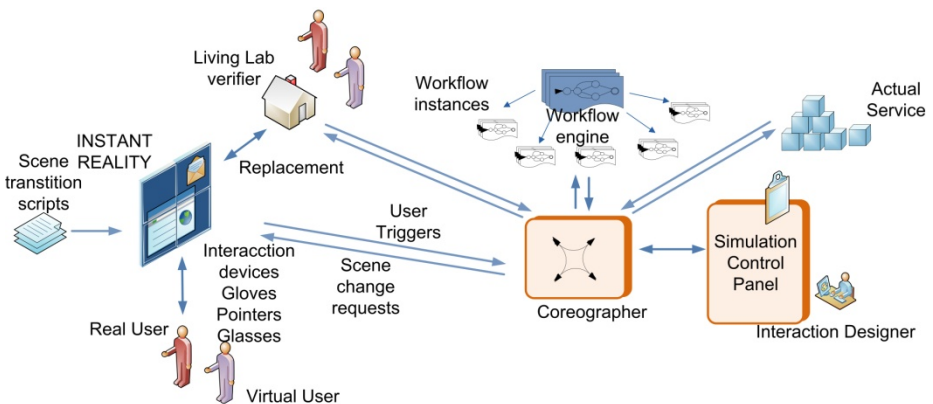 Living Lab
verifier
Workflow
instances
Workflow
engine
Actual
Service
INSTANT
REALITY
Scene
transtition
scripts
Replacement
User
Triggers
Scene
change
requests
Interacction
devices
Gloves
Pointers
Glasses
Simulation
Control
Panel
Coreographer
Interaction Designer
Real User
Virtual User